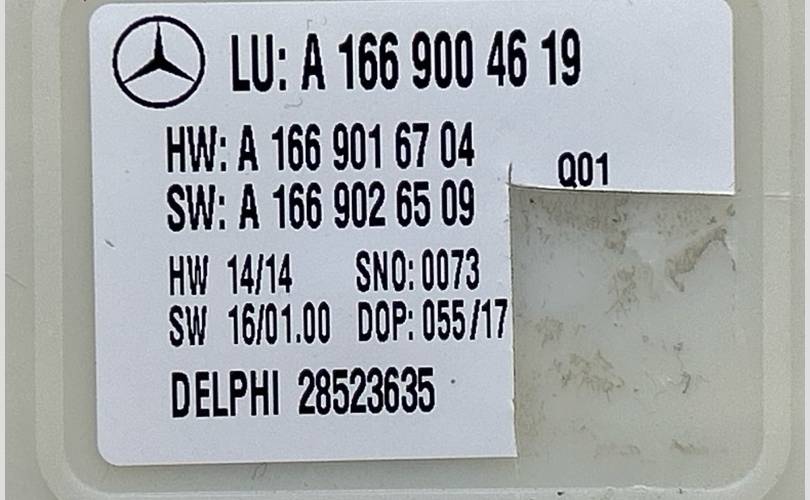 LU: A 166 900 46 19
HW: A 166 901 67 04
Q01
SW: A 166 902 65 09
HW 14/14 SNO: 0073
SW 16/01.00 DOP: 055/17
DELPHI 28523635